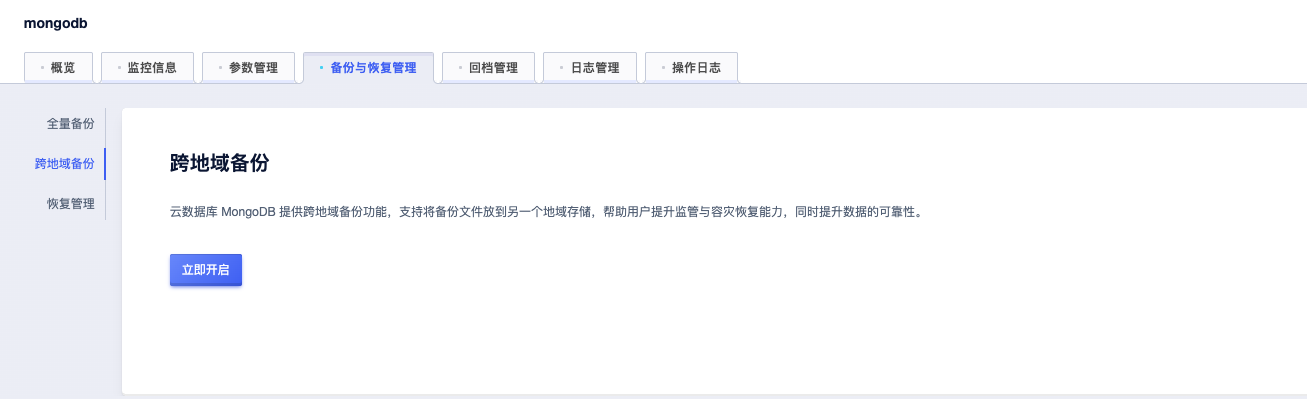 mongodb
概览 监控信息 参数管理 备份与恢复管理 回档管理 日志管理 操作日志
全量备份
跨地域备份
恢复管理
跨地域备份
云数据库 MongoDB 提供跨地域备份功能，支持将备份文件放到另一个地域存储，帮助用户提升监管与容灾恢复能力，同时提升数据的可靠性。
立即开启